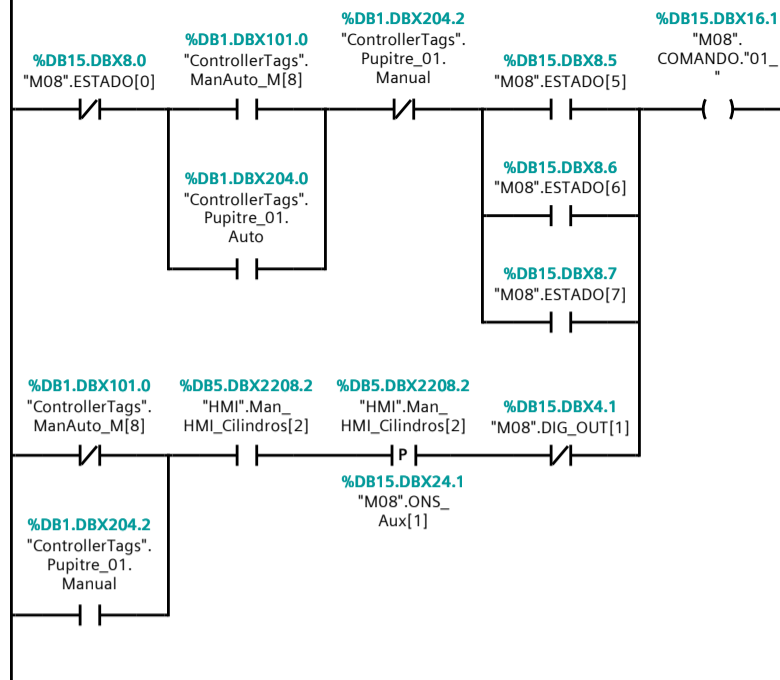 %DB15.DBX8.0
"M08".ESTADO[0]
%DB1.DBX101.0
"ControllerTags".
ManAuto_M[8]
%DB1.DBX204.2
"ControllerTags".
Pupitre_01.
Manual
%DB15.DBX8.5
"M08".ESTADO[5]
%DB15.DBX16.1
"M08".
COMANDO."01_
"
%DB1.DBX204.0
"ControllerTags".
Pupitre_01.
Auto
%DB15.DBX8.6
"M08".ESTADO[6]
%DB15.DBX8.7
"M08".ESTADO[7]
%DB1.DBX101.0
"ControllerTags".
ManAuto_M[8]
%DB5.DBX2208.2
"HMI".Man_
HMI_Cilindros[2]
%DB5.DBX2208.2
"HMI".Man_
HMI_Cilindros[2]
P
%DB15.DBX24.1
"M08".ONS_
Aux[1]
%DB15.DBX4.1
"M08".DIG_OUT[1]
%DB1.DBX204.2
"ControllerTags".
Pupitre_01.
Manual